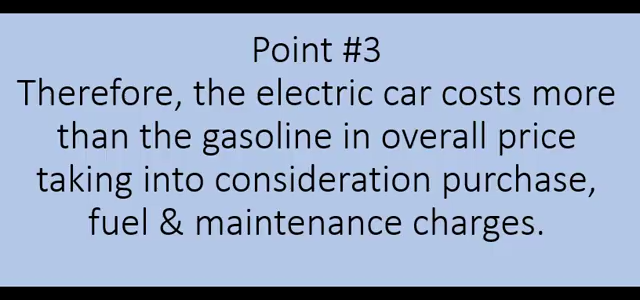 Point #3
Therefore, the electric car costs more
than the gasoline in overall price
taking into consideration purchase,
fuel & maintenance charges.